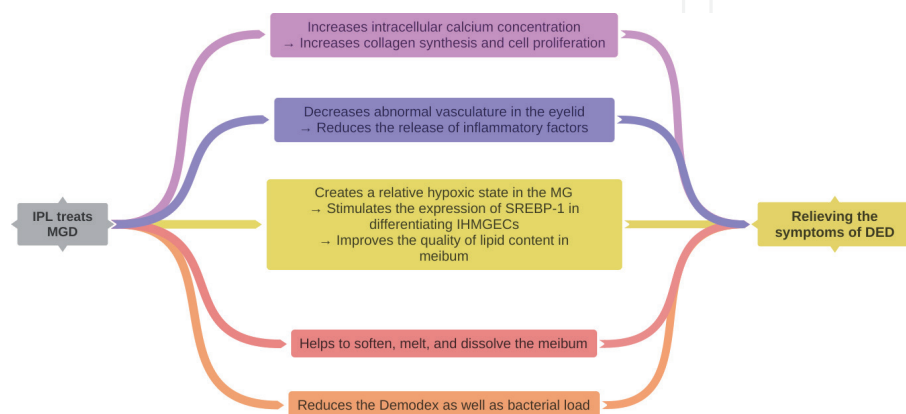 Increases intracellular calcium concentration
→ Increases collagen synthesis and cell proliferation
Decreases abnormal vasculature in the eyelid
→ Reduces the release of inflammatory factors
IPL treats
MGD
Creates a relative hypoxic state in the MG
→ Stimulates the expression of SREBP-1 in
differentiating IHMGECs
→ Improves the quality of lipid content in
meibum
Relieving the
symptoms of DED
Helps to soften, melt, and dissolve the meibum
Reduces the Demodex as well as bacterial load